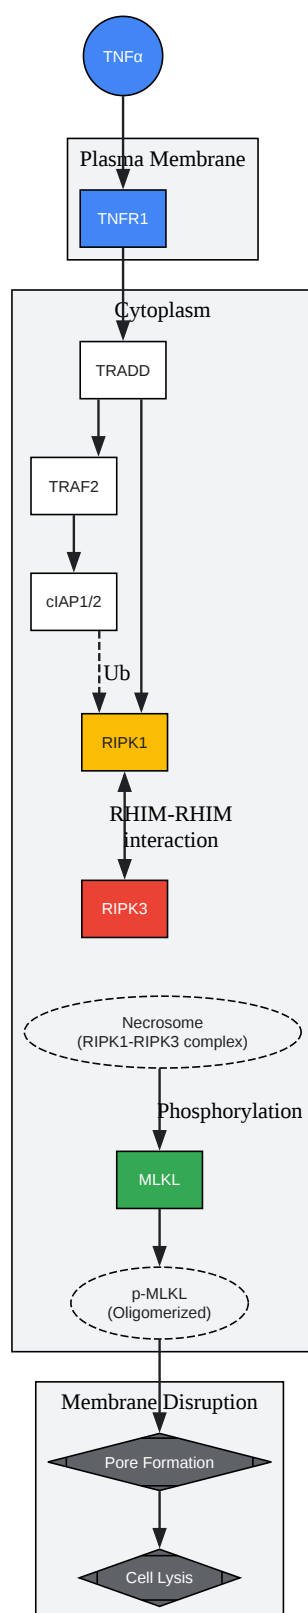 TNFα
Plasma Membrane
TNFR1
Cytoplasm
TRADD
TRAF2
cIAP1/2
Ub
RIPK1
RHIM-RHIM
interaction
RIPK3
Necrosome
(RIPK1-RIPK3 complex)
Phosphorylation
MLKL
p-MLKL
(Oligomerized)
Membrane Disruption
Pore Formation
Cell Lysis